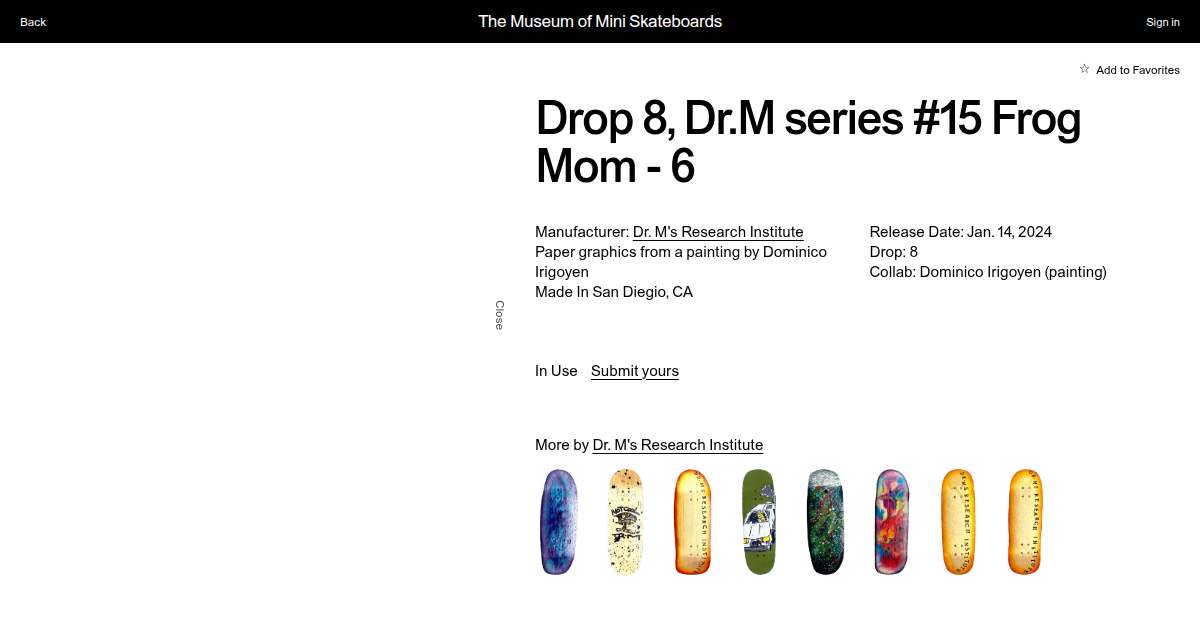 Back
The Museum of Mini Skateboards
Sign in
☆ Add to Favorites
Drop 8, Dr.M series #15 Frog
Mom - 6
Manufacturer: Dr. M's Research Institute
Paper graphics from a painting by Dominico
Irigoyen
Made In San Diegio, CA
Release Date: Jan. 14, 2024
Drop: 8
Collab: Dominico Irigoyen (painting)
Close
In Use
Submit yours
More by Dr. M's Research Institute